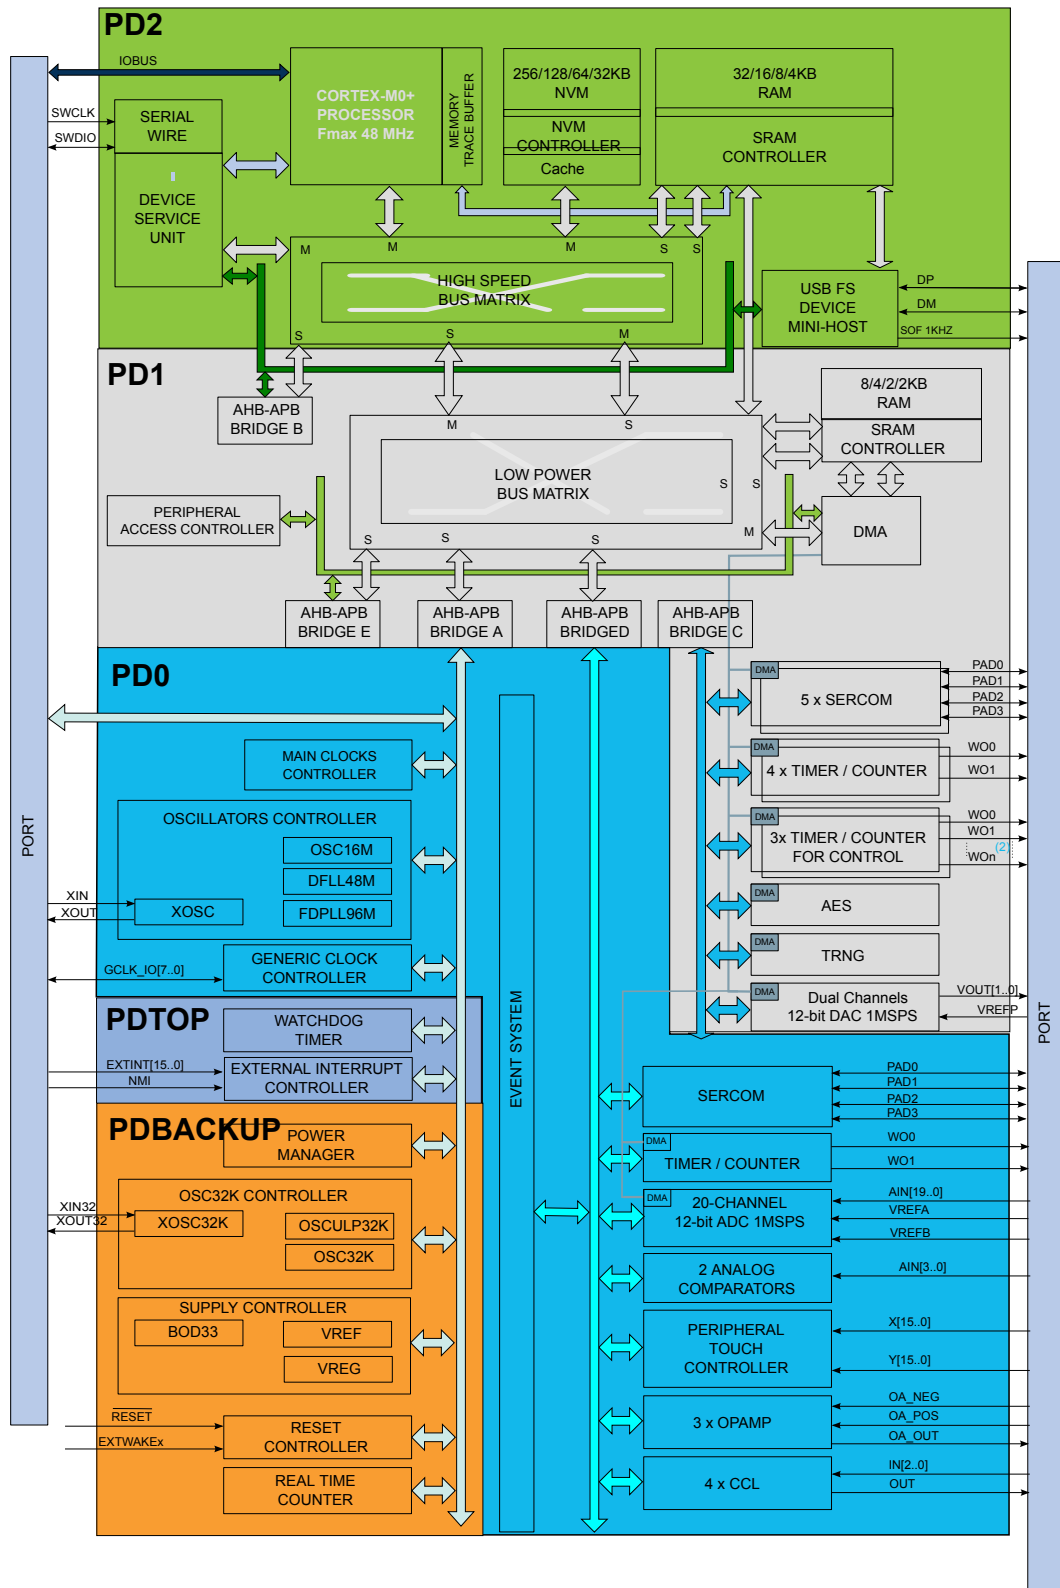 PD2
IOBUS
SWCLK
SWDIO
SERIAL
WIRE
DEVICE
SERVICE
UNIT
CORTEX-M0+
PROCESSOR
Fmax 48 MHz
MEMORY
TRACE BUFFER
256/128/64/32KB
NVM
NVM
CONTROLLER
Cache
32/16/8/4KB
RAM
SRAM
CONTROLLER
M
M
M
S
S
HIGH SPEED
BUS MATRIX
S
S
M
USB FS
DEVICE
MINI-HOST
DP
DM
SOF 1KHZ
PD1
AHB-APB
BRIDGE B
8/4/2/2KB
RAM
SRAM
CONTROLLER
M
S
LOW POWER
BUS MATRIX
S
S
M
S
S
S
PERIPHERAL
ACCESS CONTROLLER
DMA
AHB-APB
BRIDGE E
AHB-APB
BRIDGE A
AHB-APB
BRIDGED
AHB-APB
BRIDGE C
PD0
PORT
MAIN CLOCKS
CONTROLLER
OSCILLATORS CONTROLLER
OSC16M
DFLL48M
FDPLL96M
XOSC
XIN
XOUT
GCLK_IO[7..0]
GENERIC CLOCK
CONTROLLER
EVENT SYSTEM
DMA
5 x SERCOM
PAD0
PAD1
PAD2
PAD3
DMA
4 x TIMER / COUNTER
WO0
WO1
DMA
3x TIMER / COUNTER
FOR CONTROL
WO0
WO1
(2)
WOn
DMA
AES
DMA
TRNG
DMA
Dual Channels
12-bit DAC 1MSPS
VOUT[1..0]
VREFP
PORT
PDTOP
WATCHDOG
TIMER
EXTINT[15..0]
NMI
EXTERNAL INTERRUPT
CONTROLLER
PDBACKUP
POWER
MANAGER
OSC32K CONTROLLER
XIN32
XOUT32
XOSC32K
OSCULP32K
OSC32K
SUPPLY CONTROLLER
BOD33
VREF
VREG
RESET
EXTWAKEx
RESET
CONTROLLER
REAL TIME
COUNTER
SERCOM
PAD0
PAD1
PAD2
PAD3
DMA
TIMER / COUNTER
WO0
WO1
DMA
20-CHANNEL
12-bit ADC 1MSPS
AIN[19..0]
VREFA
VREFB
2 ANALOG
COMPARATORS
AIN[3..0]
PERIPHERAL
TOUCH
CONTROLLER
X[15..0]
Y[15..0]
3 x OPAMP
OA_NEG
OA_POS
OA_OUT
4 x CCL
IN[2..0]
OUT